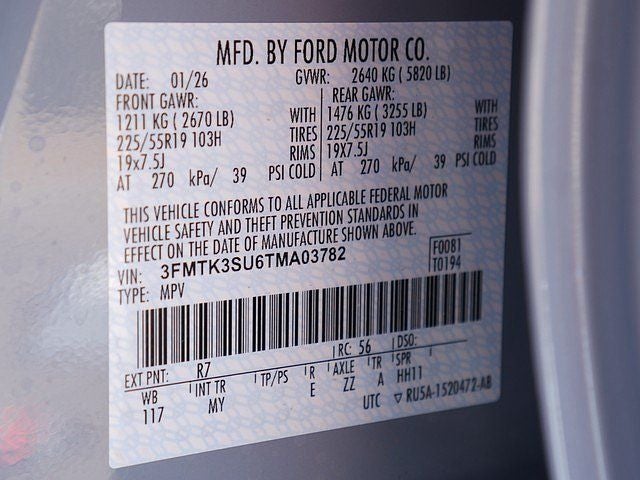 MFD. BY FORD MOTOR CO.
DATE: 01/26 GVWR: 2640 KG ( 5820 LB)
FRONT GAWR: REAR GAWR:
1211 KG ( 2670 LB) WITH 1476 KG ( 3255 LB) WITH
225/55R19 103H TIRES 225/55R19 103H TIRES
19x7.5J RIMS 19X7.5J RIMS
AT 270 kPa/ 39 PSI COLD AT 270 kPa/ 39 PSI COLD
THIS VEHICLE CONFORMS TO ALL APPLICABLE FEDERAL MOTOR
VEHICLE SAFETY AND THEFT PREVENTION STANDARDS IN
EFFECT ON THE DATE OF MANUFACTURE SHOWN ABOVE.
VIN: 3FMTK3SU6TMA03782 F0081
TYPE: MPV T0194
EXT PNT: R7 RC: 56 DSO:
WB INT TR TP/PS R AXLE TR SPR
117 MY E ZZ A HH11
UTC ▽ RU5A-1520472-AB